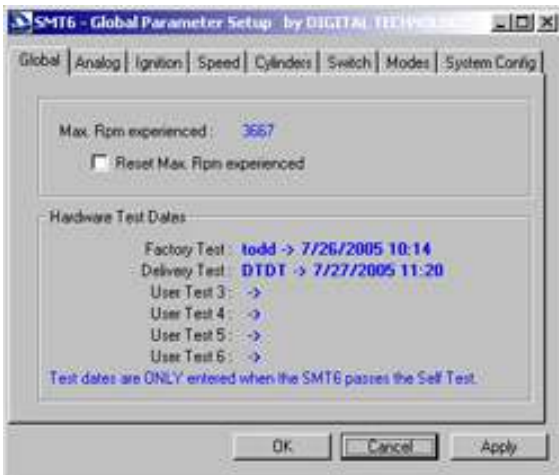 SMT6 - Global Parameter Setup by DIGITAL
Global Analog Ignition Speed Cylinders Switch Modes System Config
Max. Rpm experienced : 3667
Reset Max. Rpm experienced
Hardware Test Dates
Factory Test : todd -> 7/26/2005 10:14
Delivery Test : DTDT -> 7/27/2005 11:20
User Test 3 : ->
User Test 4 : ->
User Test 5 : ->
User Test 6 : ->
Test dates are ONLY entered when the SMT6 passes the Self Test.
OK Cancel Apply